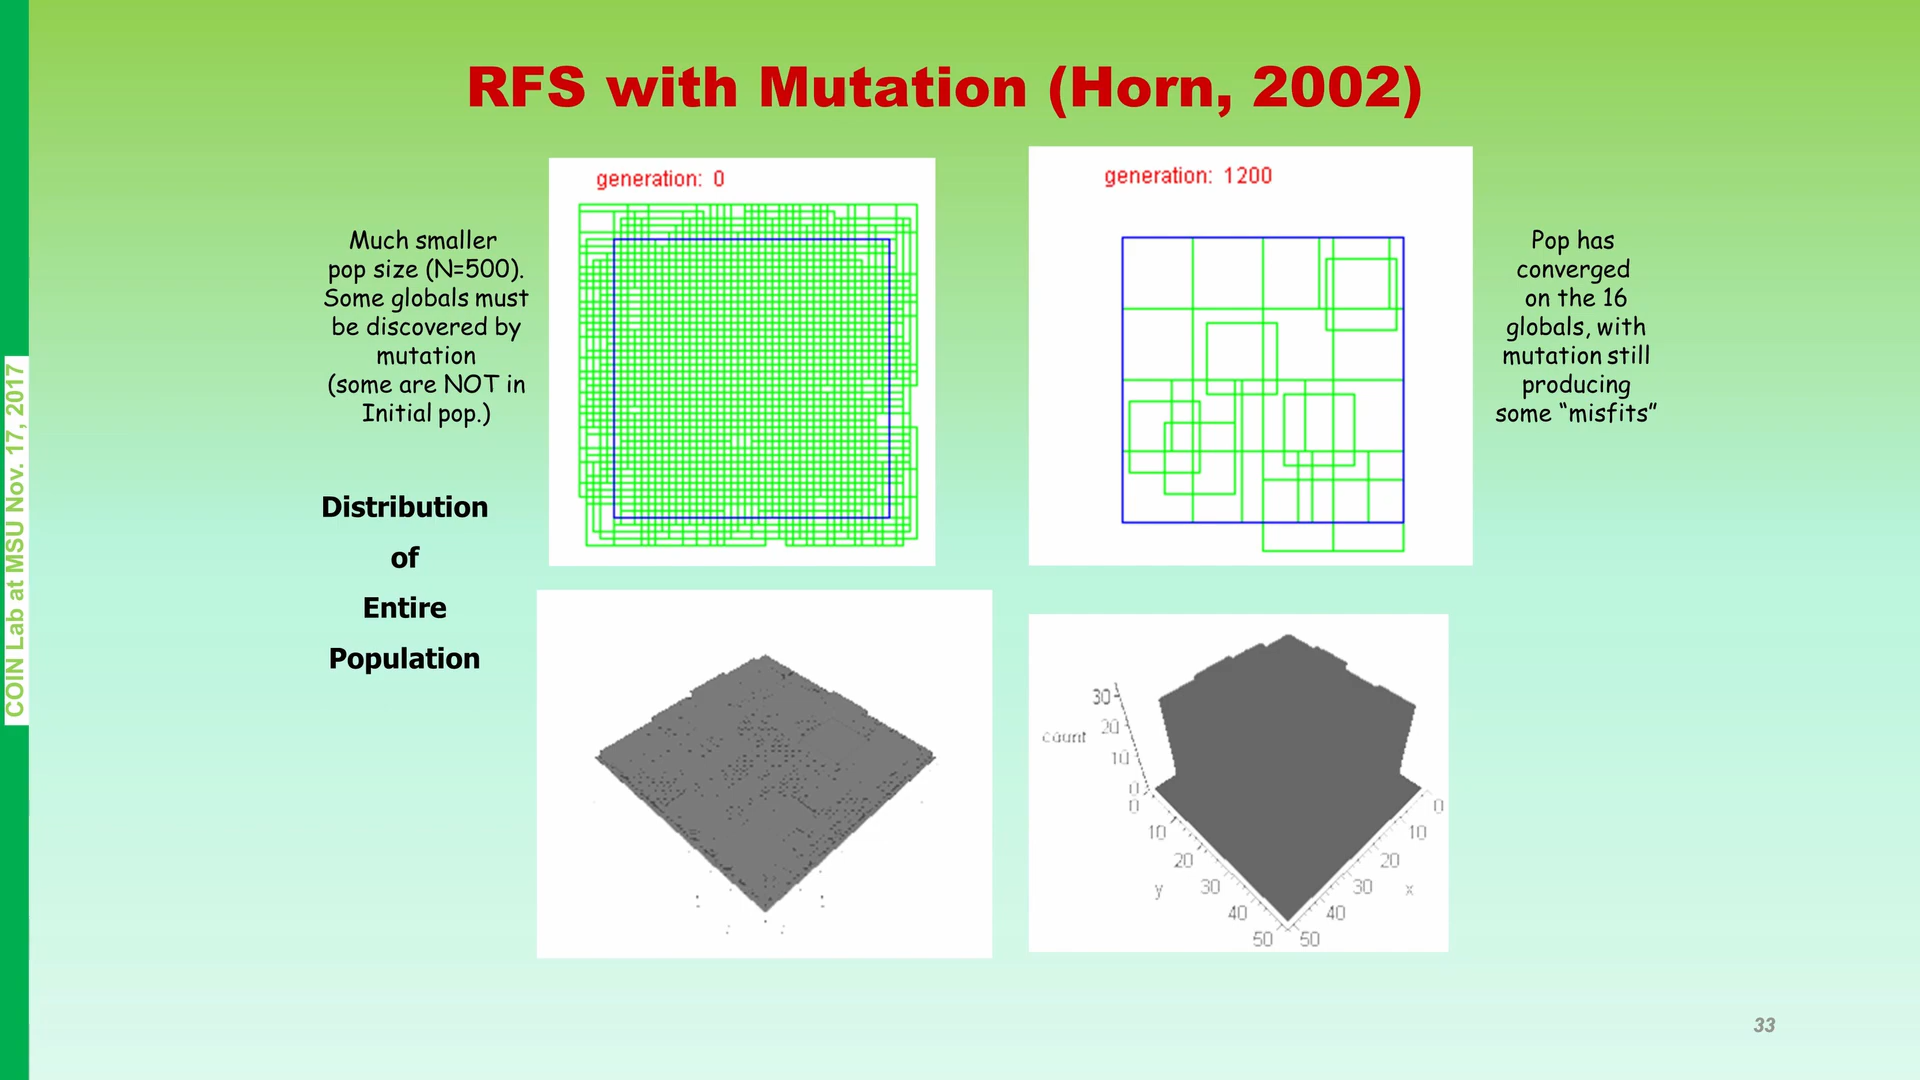 RFS with Mutation (Horn, 2002)
generation: 0
generation: 1200
Much smaller
pop size (N=500).
Some globals must
be discovered by
mutation
(some are NOT in
Initial pop.)
Pop has
converged
on the 16
globals, with
mutation still
producing
some “misfits”
Distribution
of
Entire
Population
COIN Lab at MSU Nov. 17, 2017
30
20
10
0
count
0
10
20
30
40
50
y
0
10
20
30
40
50
x
33